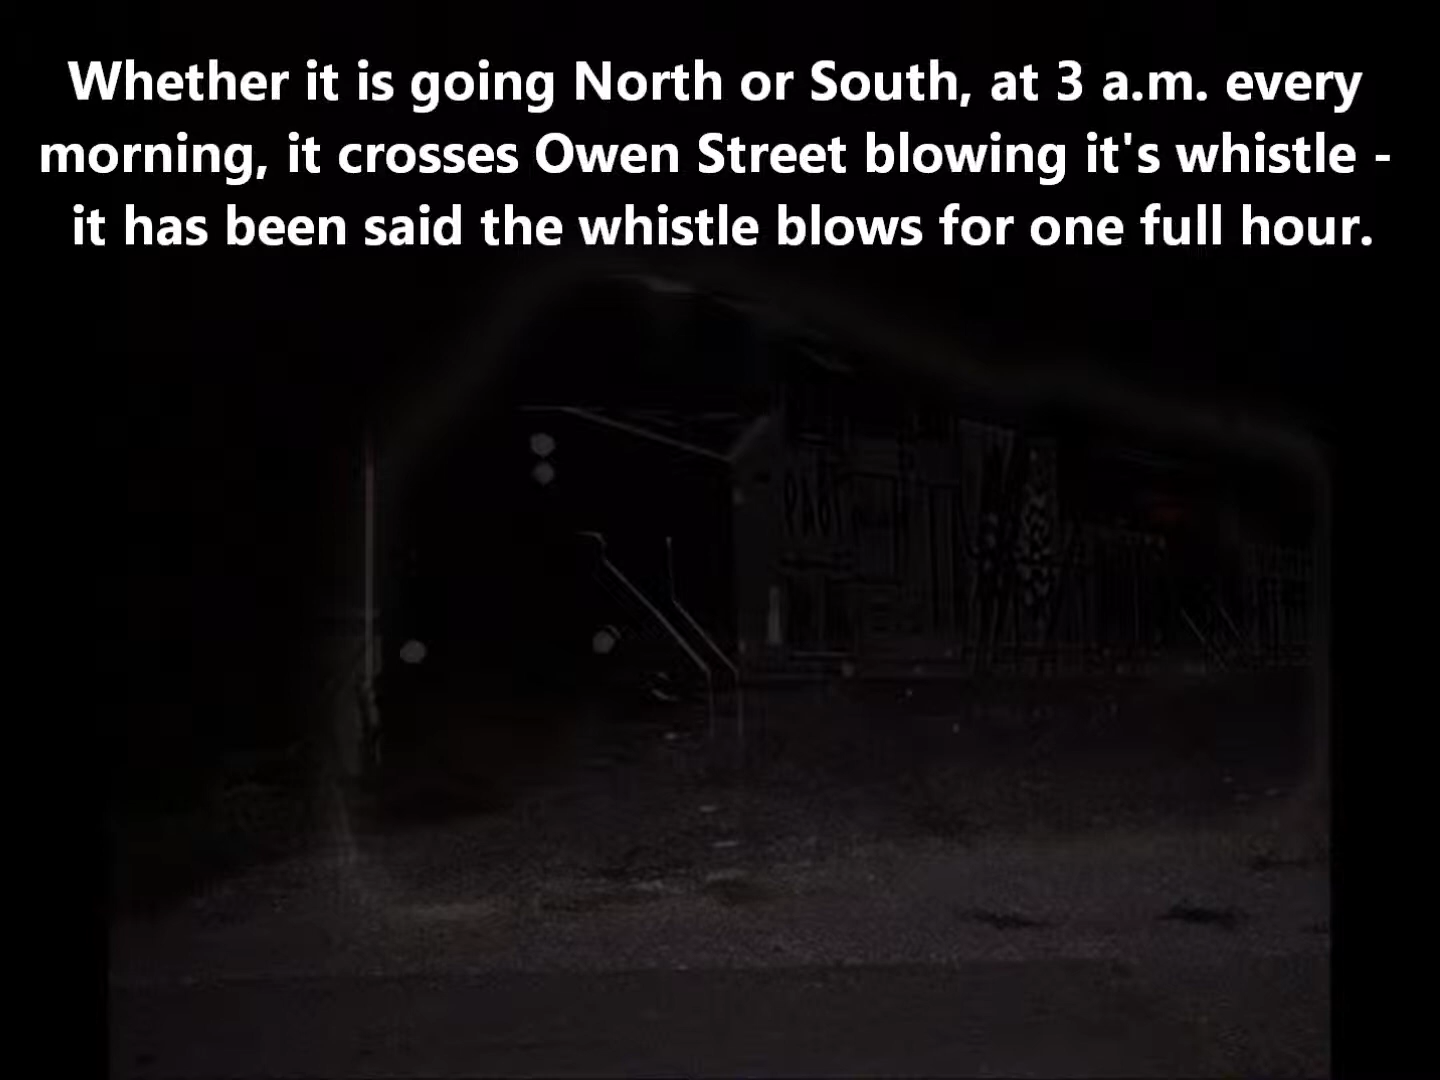 Whether it is going North or South, at 3 a.m. every
morning, it crosses Owen Street blowing it's whistle -
it has been said the whistle blows for one full hour.